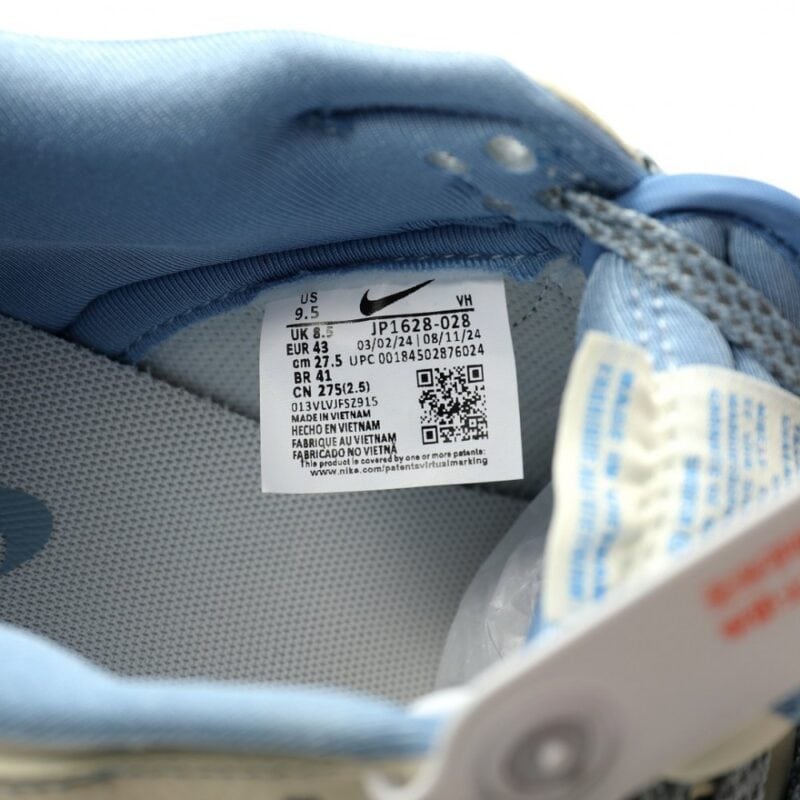 US VH
9.5 JP1628-028
UK 8.5 03/02/24 | 08/11/24
EUR 43 UPC 00184502876024
cm 27.5
BR 41
CN 275(2.5)
013VLVJFSZ915
MADE IN VIETNAM
HECHO EN VIETNAM
FABRIQUE AU VIETNAM
FABRICADO NO VIETNÃ
This product is covered by one or more patents:
www.nike.com/patentsvirtualmarking